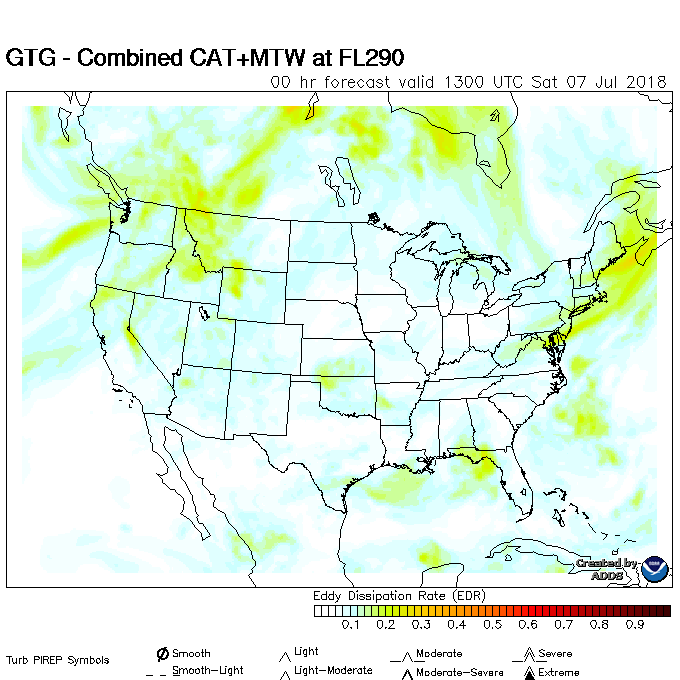 GTG - Combined CAT+MTW at FL290
00 hr forecast valid 1300 UTC Sat 07 Jul 2018
Created by
ADDS
Eddy Dissipation Rate (EDR)
0.1 0.2 0.3 0.4 0.5 0.6 0.7 0.8 0.9
Turb PIREP Symbols
Smooth Light Moderate Severe
Smooth-Light Light-Moderate Moderate-Severe Extreme